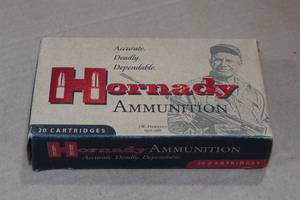 Accurate.
Deadly.
Dependable.
Hornady
AMMUNITION
20 CARTRIDGES
Hornady AMMUNITION
Accurate. Deadly. Dependable.
20 CARTRIDGES